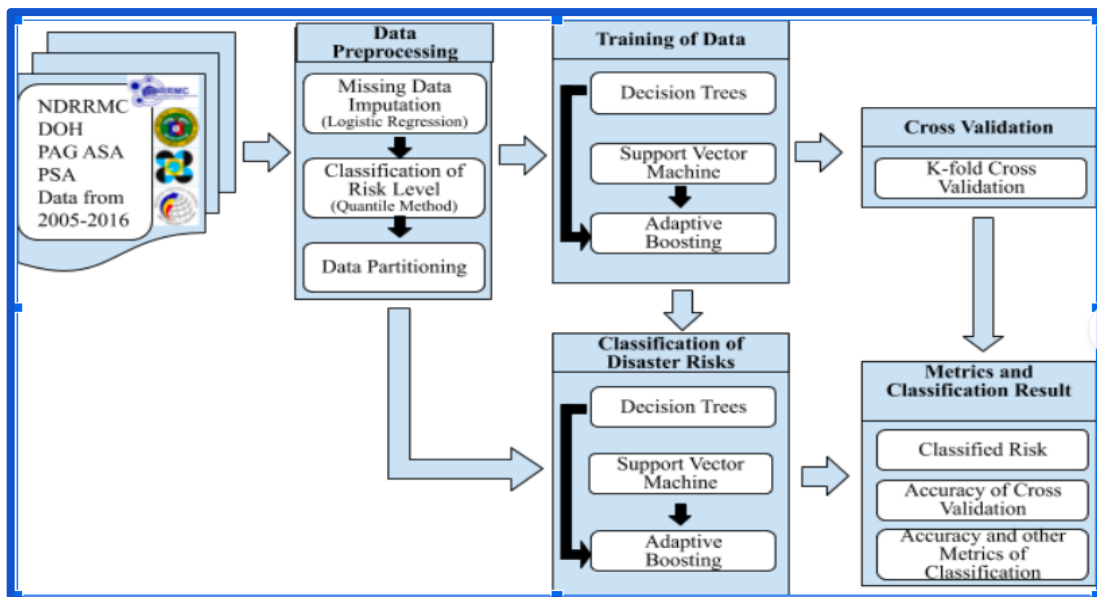 NDRRMC
DOH
PAG ASA
PSA
Data from
2005-2016
Data
Preprocessing
Missing Data
Imputation
(Logistic Regression)
Classification of
Risk Level
(Quantile Method)
Data Partitioning
Training of Data
Decision Trees
Support Vector
Machine
Adaptive
Boosting
Cross Validation
K-fold Cross
Validation
Classification of
Disaster Risks
Decision Trees
Support Vector
Machine
Adaptive
Boosting
Metrics and
Classification Result
Classified Risk
Accuracy of Cross
Validation
Accuracy and other
Metrics of
Classification